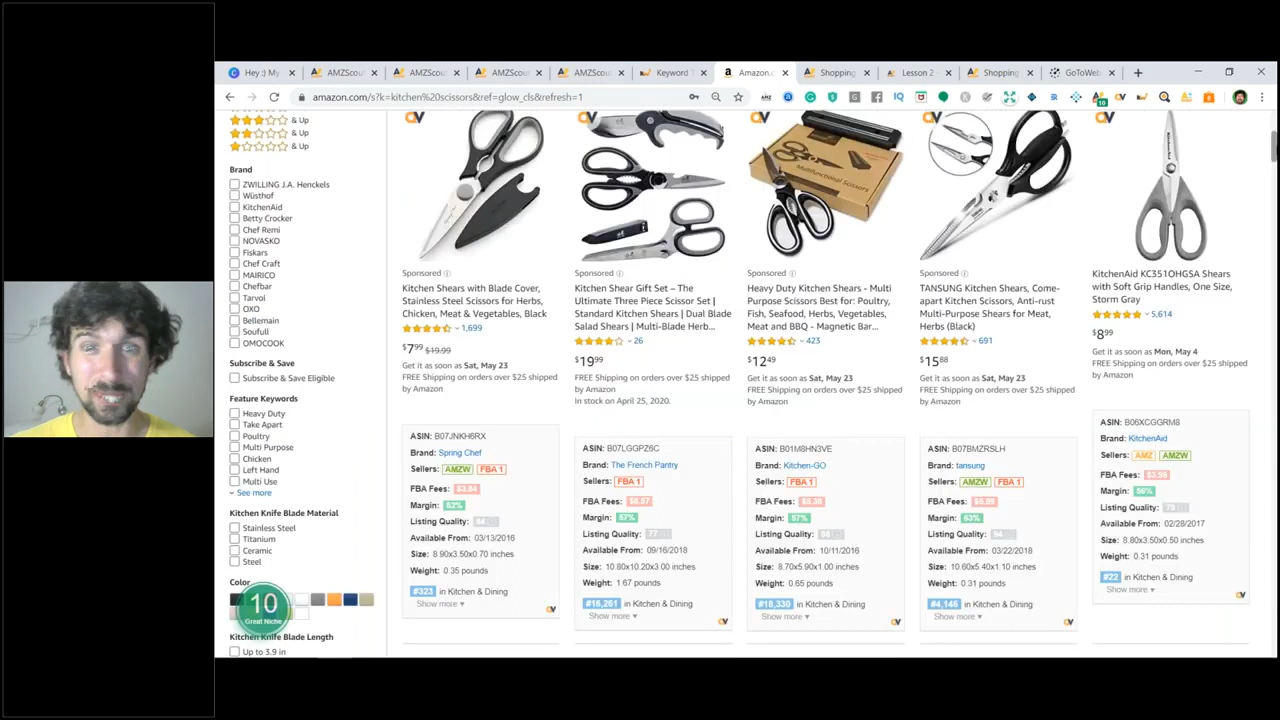 Hey :) My
AMZScou
AMZScou
AMZScou
AMZScou
Keyword T
Amazon.c
Shopping
Lesson 2
Shopping
GoToWeb
amazon.com/s?k=kitchen%20scissors&ref=glow_cls&refresh=1
& Up
& Up
& Up
Brand
ZWILLING J.A. Henckels
Wüsthof
KitchenAid
Betty Crocker
Chef Remi
NOVASKO
Fiskars
Chef Craft
MAIRICO
Chefbar
Tarvol
OXO
Bellemain
Soufull
OMOCOOK
Subscribe & Save
Subscribe & Save Eligible
Feature Keywords
Heavy Duty
Take Apart
Poultry
Multi Purpose
Chicken
Left Hand
Multi Use
See more
Kitchen Knife Blade Material
Stainless Steel
Titanium
Ceramic
Steel
Color
10
Great Niche
Kitchen Knife Blade Length
Up to 3.9 in
Sponsored
Kitchen Shears with Blade Cover,
Stainless Steel Scissors for Herbs,
Chicken, Meat & Vegetables, Black
1,699
$7.99 $19.99
Get it as soon as Sat, May 23
FREE Shipping on orders over $25 shipped
by Amazon
ASIN: B07JNKH6RX
Brand: Spring Chef
Sellers: AMZW FBA 1
FBA Fees: $3.64
Margin: 52%
Listing Quality:
Available From: 03/13/2016
Size: 8.90x3.50x0.70 inches
Weight: 0.35 pounds
#323 in Kitchen & Dining
Show more
Sponsored
Kitchen Shear Gift Set – The
Ultimate Three Piece Scissor Set |
Standard Kitchen Shears | Dual Blade
Salad Shears | Multi-Blade Herb...
26
$19.99
FREE Shipping on orders over $25 shipped
by Amazon
In stock on April 25, 2020.
ASIN: B07LGGPZ6C
Brand: The French Pantry
Sellers: FBA 1
FBA Fees:
Margin: 57%
Listing Quality: 77
Available From: 09/16/2018
Size: 10.80x10.20x3.00 inches
Weight: 1.67 pounds
#16,261 in Kitchen & Dining
Show more
Multifunctional Scissors
Sponsored
Heavy Duty Kitchen Shears - Multi
Purpose Scissors Best for: Poultry,
Fish, Seafood, Herbs, Vegetables,
Meat and BBQ - Magnetic Bar...
423
$12.49
Get it as soon as Sat, May 23
FREE Shipping on orders over $25 shipped
by Amazon
ASIN: B01M8HN3VE
Brand: Kitchen-GO
Sellers: FBA 1
FBA Fees:
Margin: 57%
Listing Quality:
Available From: 10/11/2016
Size: 8.70x5.90x1.00 inches
Weight: 0.65 pounds
#18,330 in Kitchen & Dining
Show more
Sponsored
TANSUNG Kitchen Shears, Come-
apart Kitchen Scissors, Anti-rust
Multi-Purpose Shears for Meat,
Herbs (Black)
691
$15.88
Get it as soon as Sat, May 23
FREE Shipping on orders over $25 shipped
by Amazon
ASIN: B07BMZRSLH
Brand: tansung
Sellers: AMZW FBA 1
FBA Fees:
Margin: 63%
Listing Quality:
Available From: 03/22/2018
Size: 10.60x5.40x1.10 inches
Weight: 0.31 pounds
#4,146 in Kitchen & Dining
Show more
KitchenAid KC351OHGSA Shears
with Soft Grip Handles, One Size,
Storm Gray
5,614
$8.99
Get it as soon as Mon, May 4
FREE Shipping on orders over $25 shipped
by Amazon
ASIN: B06XCGGRM8
Brand: KitchenAid
Sellers: AMZ AMZW
FBA Fees:
Margin: 56%
Listing Quality:
Available From: 02/28/2017
Size: 8.80x3.50x0.50 inches
Weight: 0.31 pounds
#22 in Kitchen & Dining
Show more